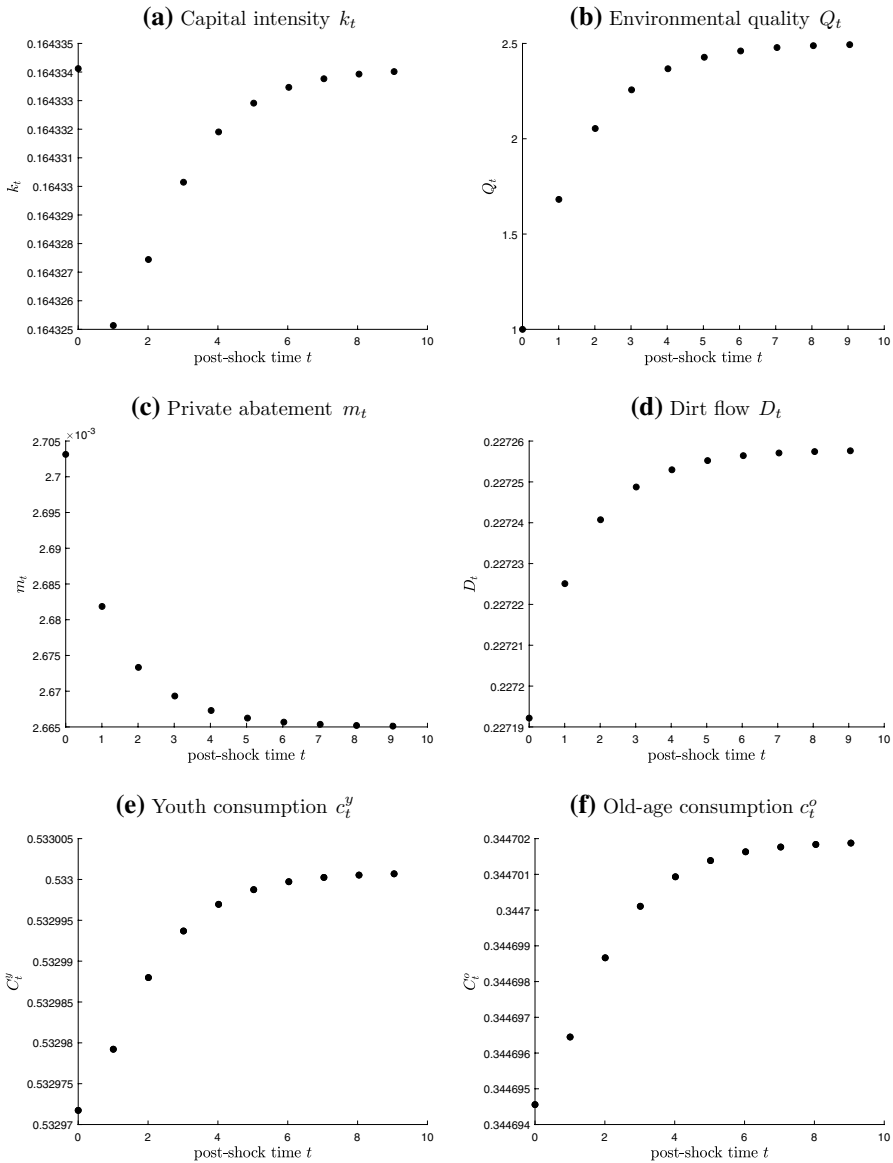 (a) Capital intensity k_t
0.164335
0.164334
0.164333
0.164332
0.164331
0.16433
0.164329
0.164328
0.164327
0.164326
0.164325
k_t
0 2 4 6 8 10
post-shock time t
(b) Environmental quality Q_t
2.5
2
1.5
1
Q_t
0 1 2 3 4 5 6 7 8 9 10
post-shock time t
(c) Private abatement m_t
×10^-3
2.705
2.7
2.695
2.69
2.685
2.68
2.675
2.67
2.665
m_t
0 1 2 3 4 5 6 7 8 9 10
post-shock time t
(d) Dirt flow D_t
0.22726
0.22725
0.22724
0.22723
0.22722
0.22721
0.2272
0.22719
D_t
0 1 2 3 4 5 6 7 8 9 10
post-shock time t
(e) Youth consumption c_t^y
0.533005
0.533
0.532995
0.53299
0.532985
0.53298
0.532975
0.53297
C_t^y
0 2 4 6 8 10
post-shock time t
(f) Old-age consumption c_t^o
0.344702
0.344701
0.3447
0.344699
0.344698
0.344697
0.344696
0.344695
0.344694
C_t^o
0 2 4 6 8 10
post-shock time t